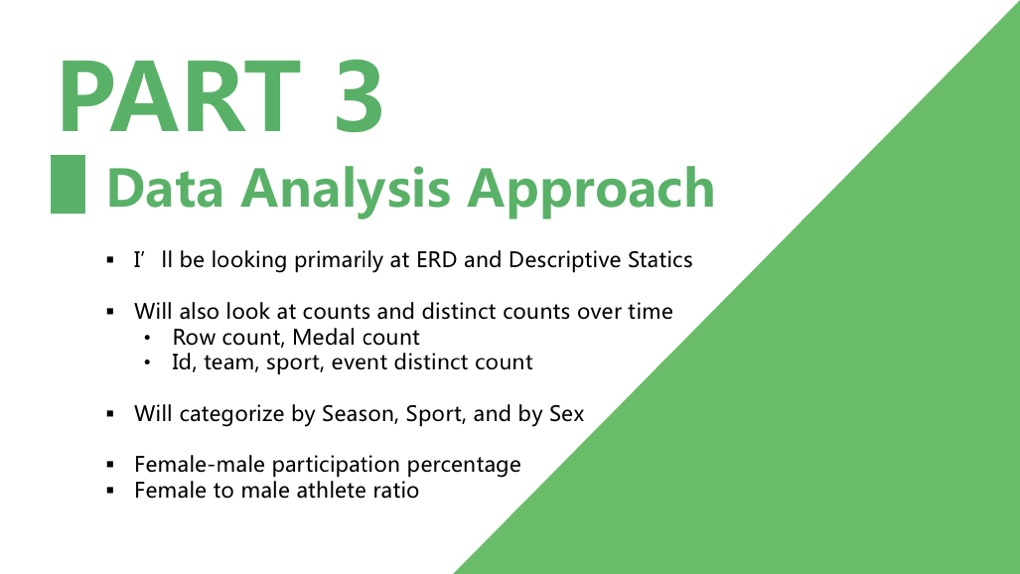 PART 3
Data Analysis Approach
▪ I’ ll be looking primarily at ERD and Descriptive Statics
▪ Will also look at counts and distinct counts over time
• Row count, Medal count
• Id, team, sport, event distinct count
▪ Will categorize by Season, Sport, and by Sex
▪ Female-male participation percentage
▪ Female to male athlete ratio